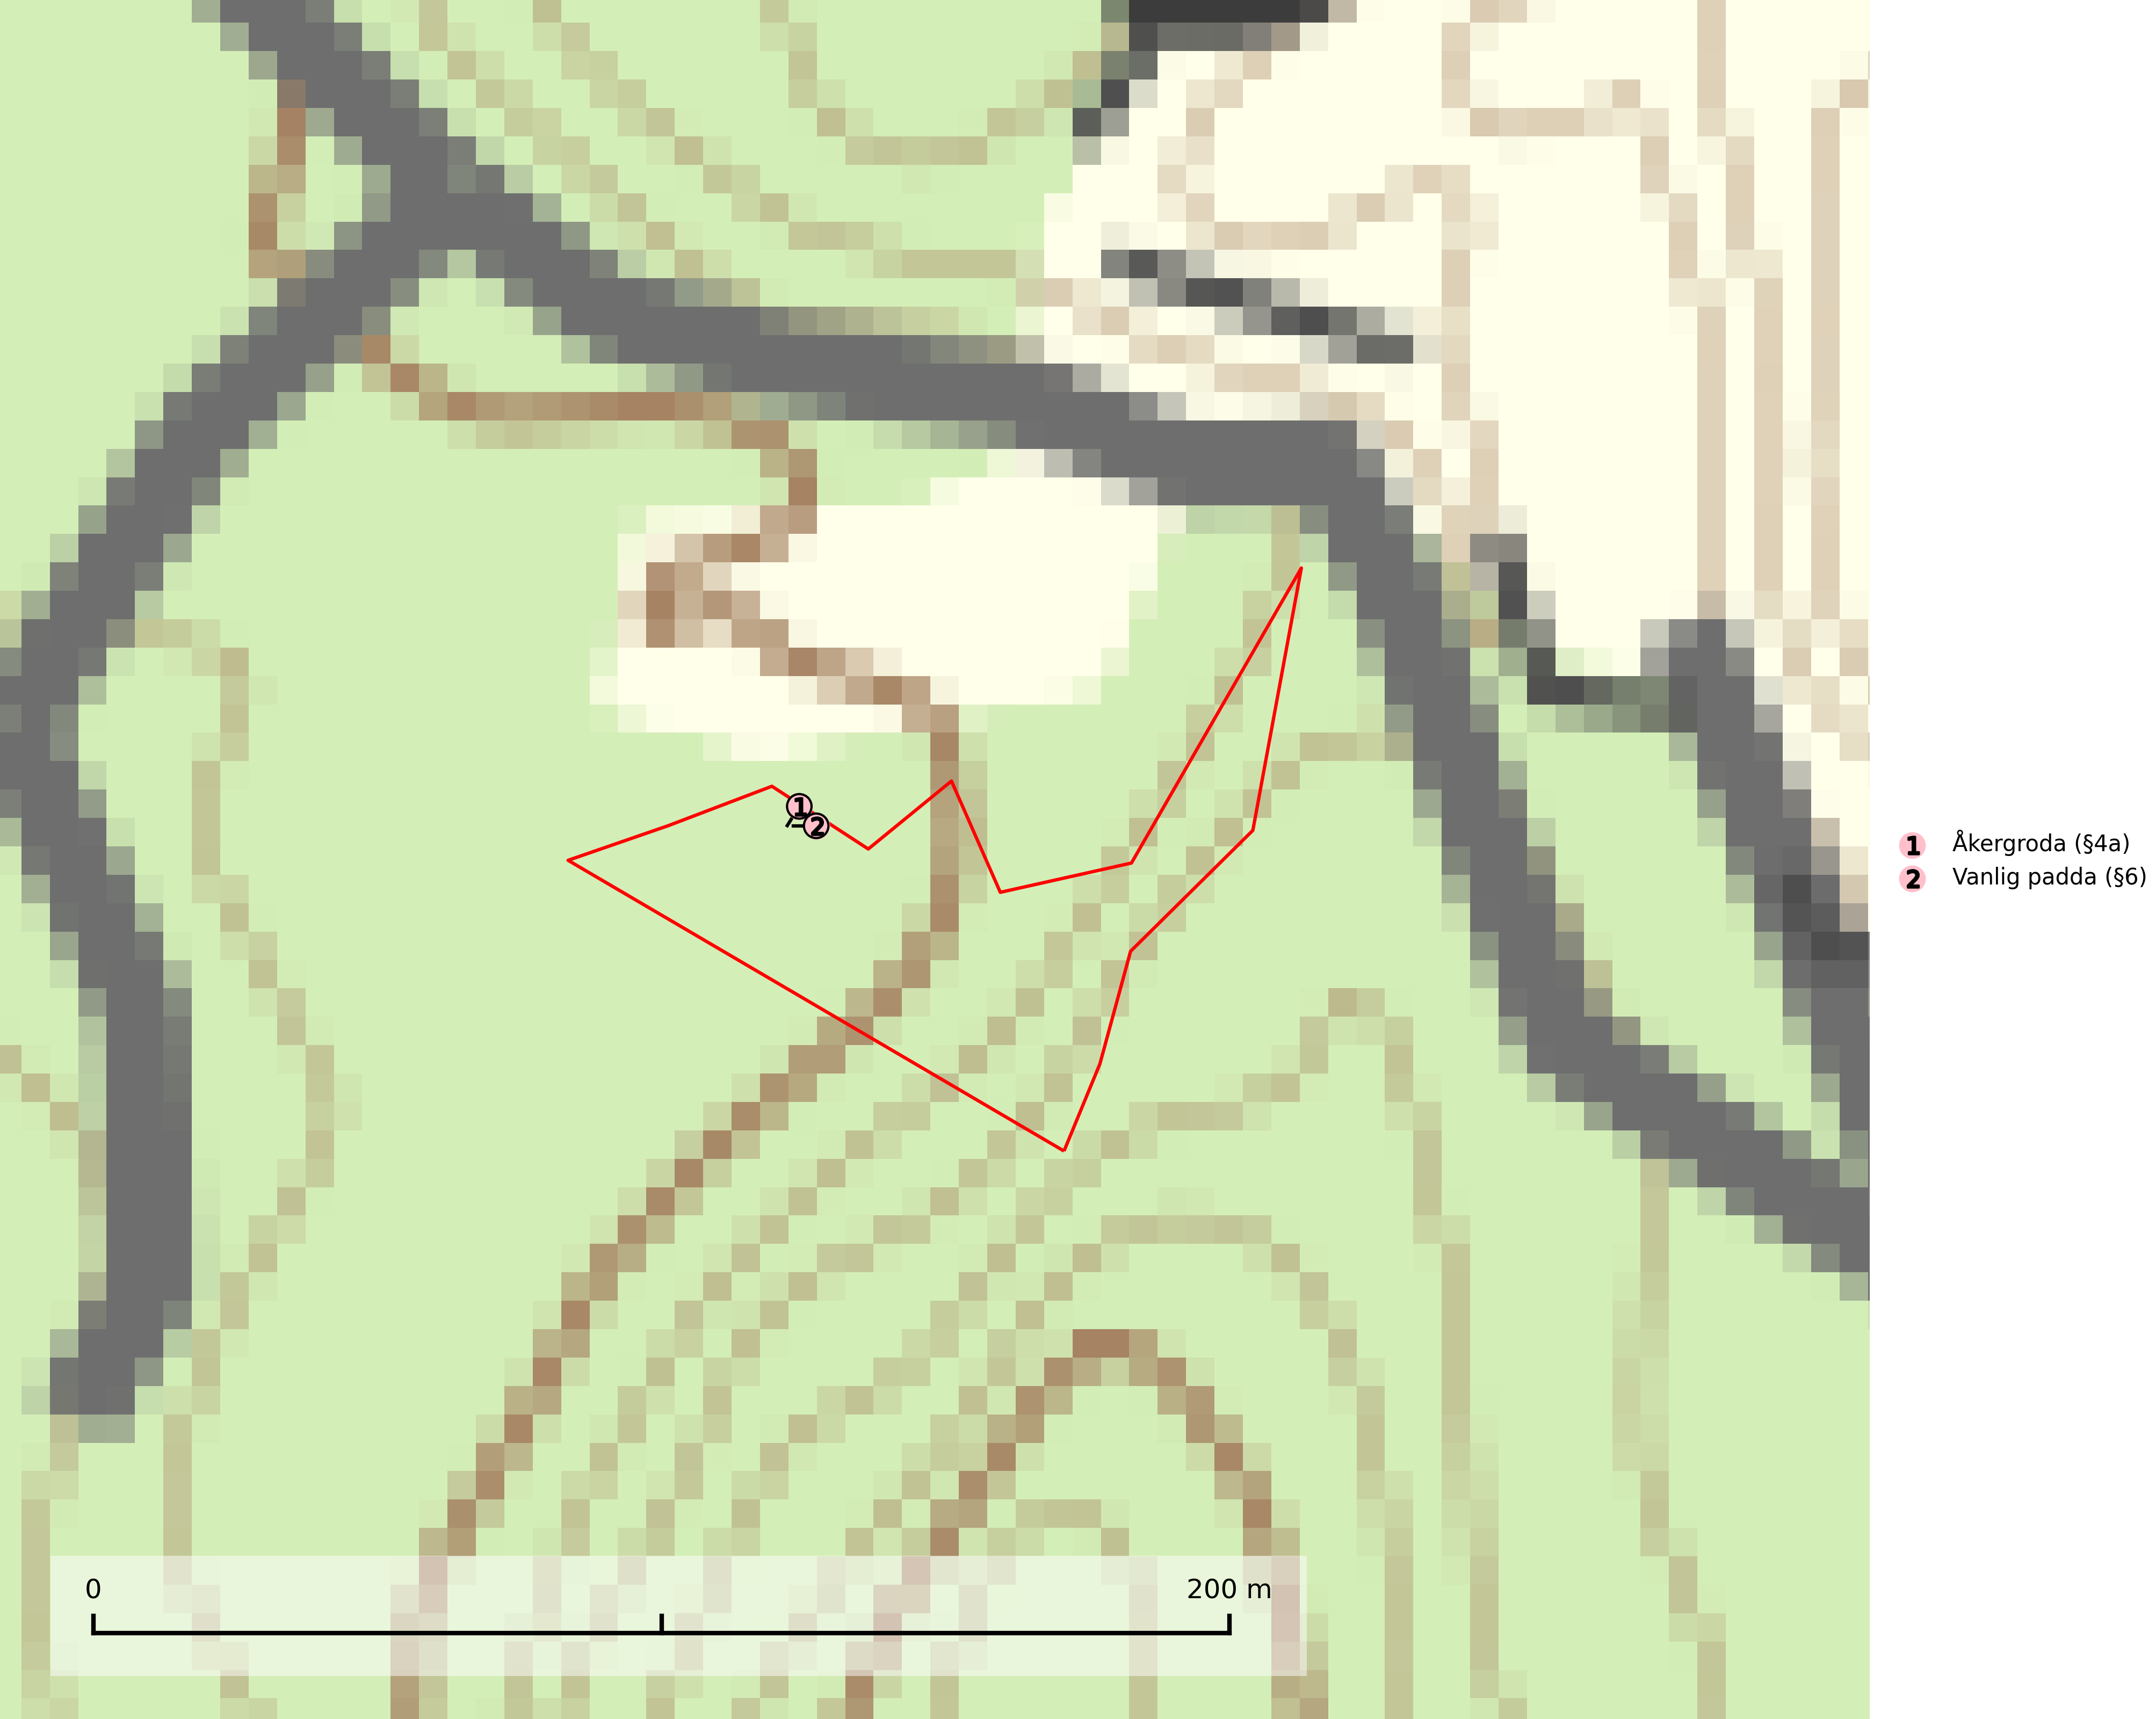 1
2
1 Åkergroda (§4a)
2 Vanlig padda (§6)
0 200 m